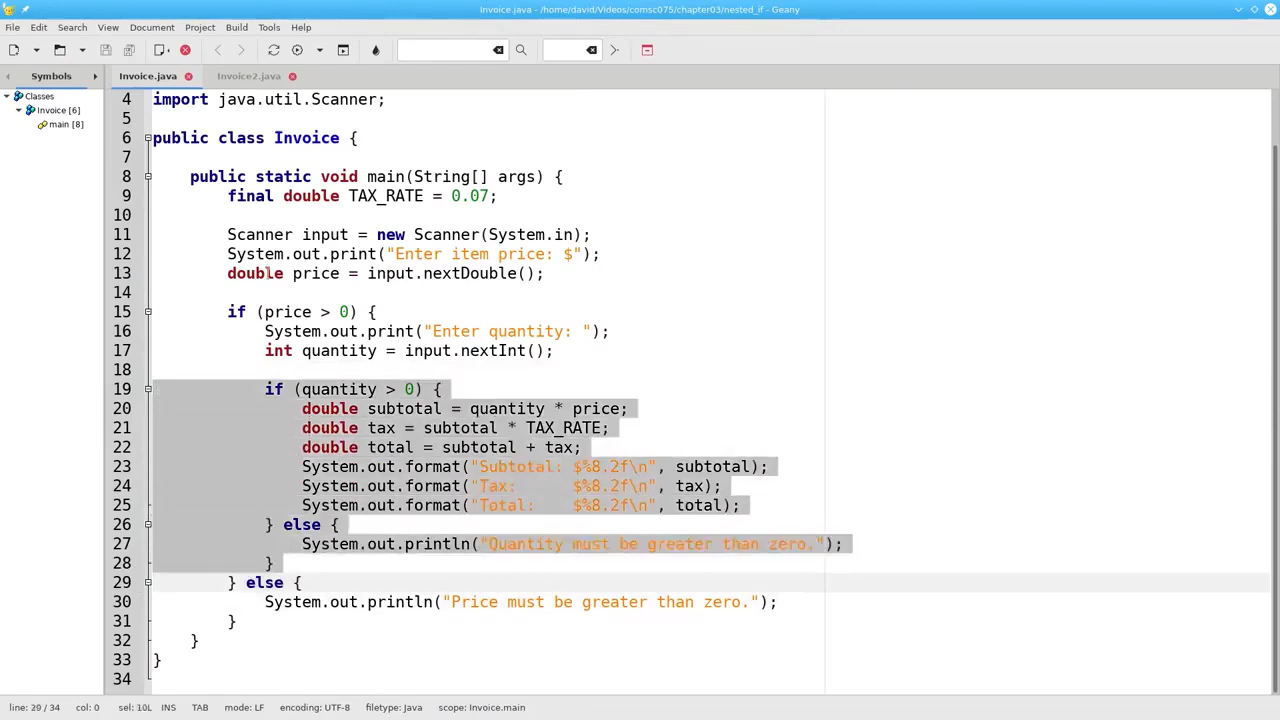 Invoice.java - /home/david/Videos/comsc075/chapter03/nested_if - Geany
File Edit Search View Document Project Build Tools Help
Symbols Invoice.java Invoice2.java
Classes
Invoice [6]
main [8]
4 import java.util.Scanner;
5
6 public class Invoice {
7
8 public static void main(String[] args) {
9 final double TAX_RATE = 0.07;
10
11 Scanner input = new Scanner(System.in);
12 System.out.print("Enter item price: $");
13 double price = input.nextDouble();
14
15 if (price > 0) {
16 System.out.print("Enter quantity: ");
17 int quantity = input.nextInt();
18
19 if (quantity > 0) {
20 double subtotal = quantity * price;
21 double tax = subtotal * TAX_RATE;
22 double total = subtotal + tax;
23 System.out.format("Subtotal: $%8.2f\n", subtotal);
24 System.out.format("Tax:      $%8.2f\n", tax);
25 System.out.format("Total:    $%8.2f\n", total);
26 } else {
27 System.out.println("Quantity must be greater than zero.");
28 }
29 } else {
30 System.out.println("Price must be greater than zero.");
31 }
32 }
33 }
34
line: 29 / 34 col: 0 sel: 10L INS TAB mode: LF encoding: UTF-8 filetype: Java scope: Invoice.main